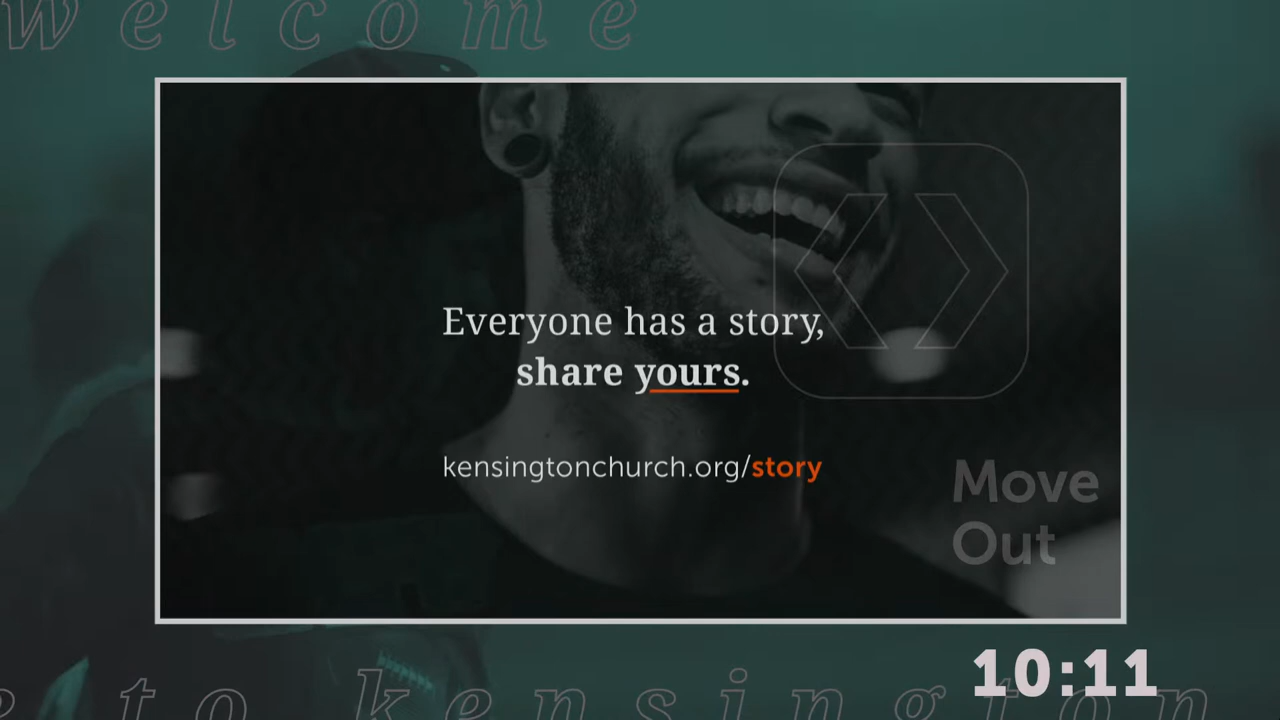 welcome
Everyone has a story,
share yours.
kensingtonchurch.org/story
Move
Out
10:11
e to kensington